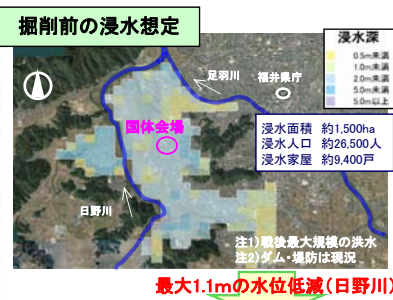 掘削前の浸水想定
浸水深
0.5m未満
1.0m未満
2.0m未満
5.0m未満
5.0m以上
足羽川
福井県庁
国体会場
浸水面積 約1,500ha
浸水人口 約26,500人
浸水家屋 約9,400戸
日野川
注1)戦後最大規模の洪水
注2)ダム・堤防は現況
最大1.1mの水位低減(日野川)